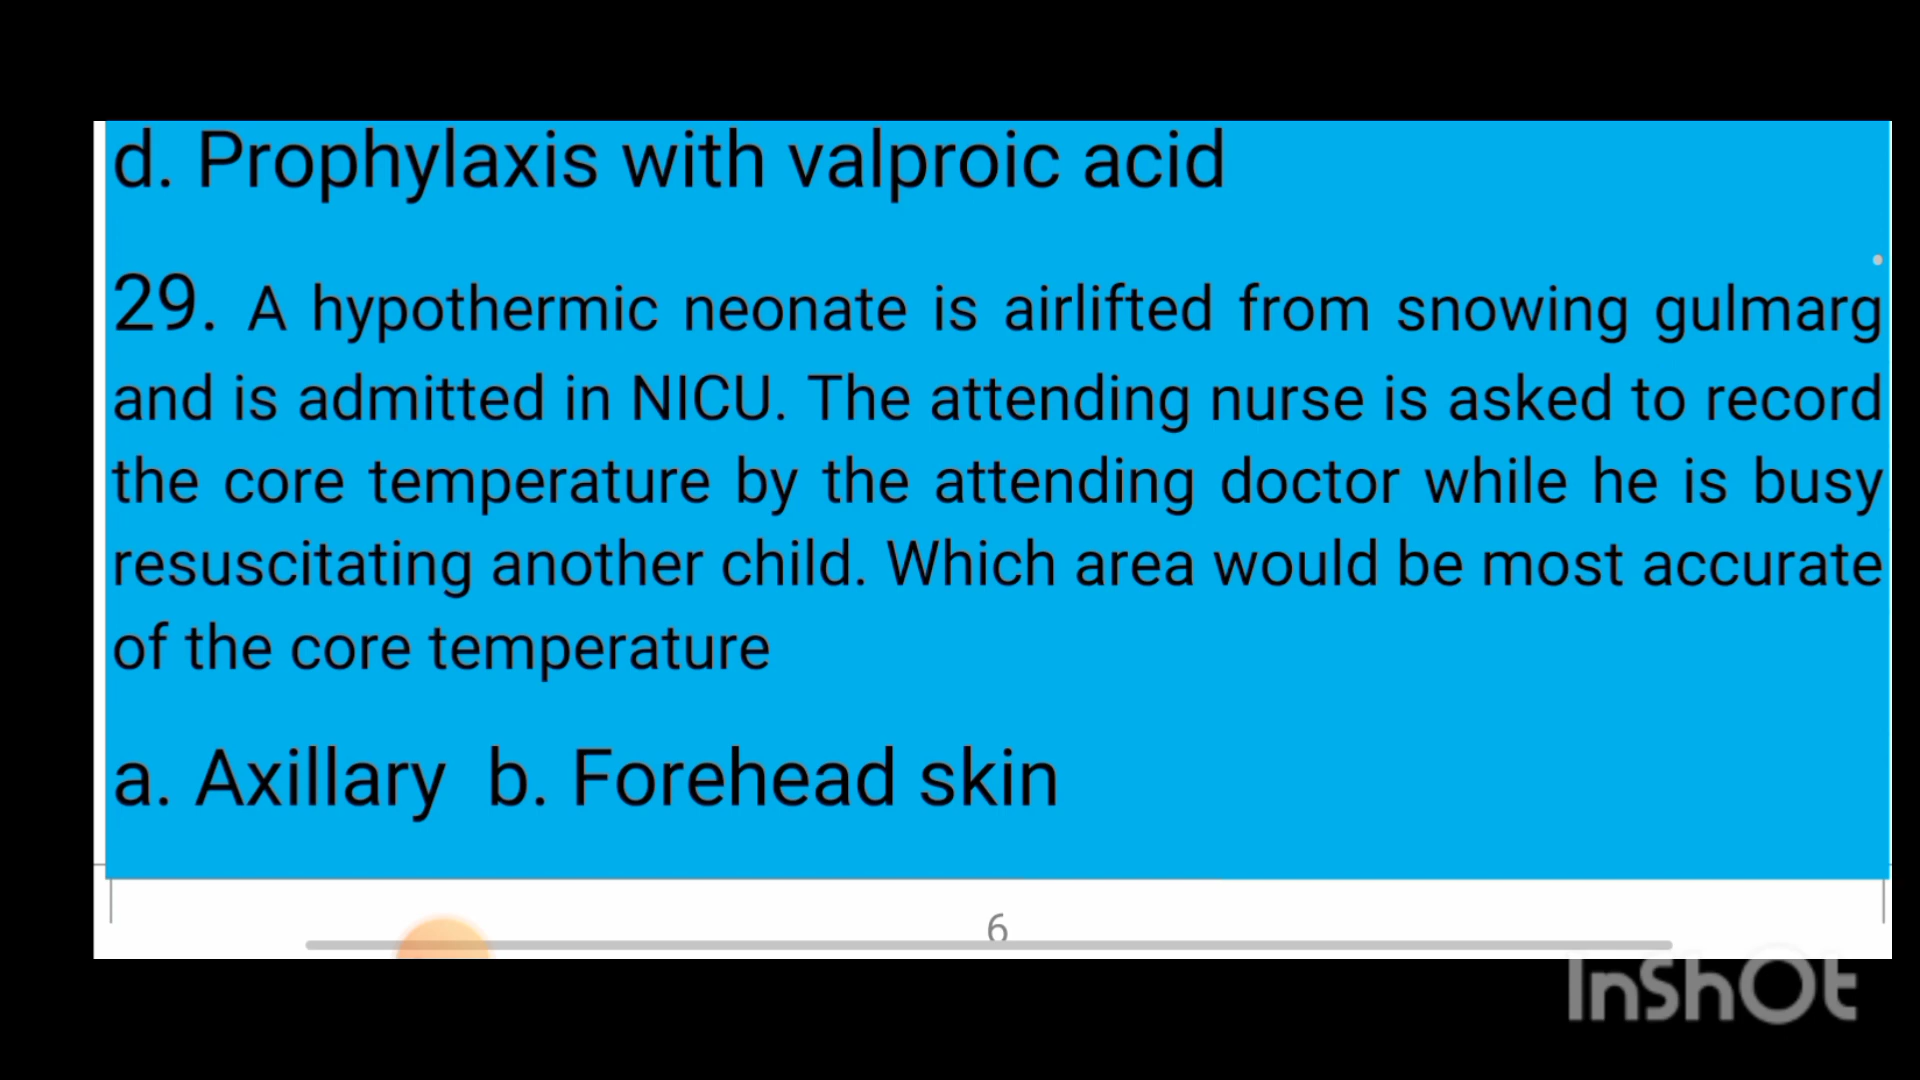 d. Prophylaxis with valproic acid
29. A hypothermic neonate is airlifted from snowing gulmarg
and is admitted in NICU. The attending nurse is asked to record
the core temperature by the attending doctor while he is busy
resuscitating another child. Which area would be most accurate
of the core temperature
a. Axillary b. Forehead skin
6
InShOt